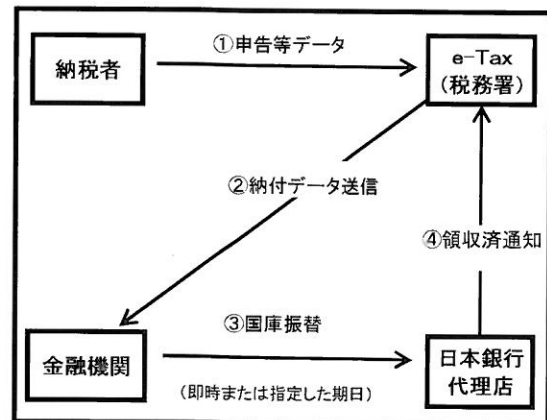 ①申告等データ
納税者
e-Tax
(税務署)
②納付データ送信
④領収済通知
③国庫振替
金融機関
(即時または指定した期日)
日本銀行
代理店